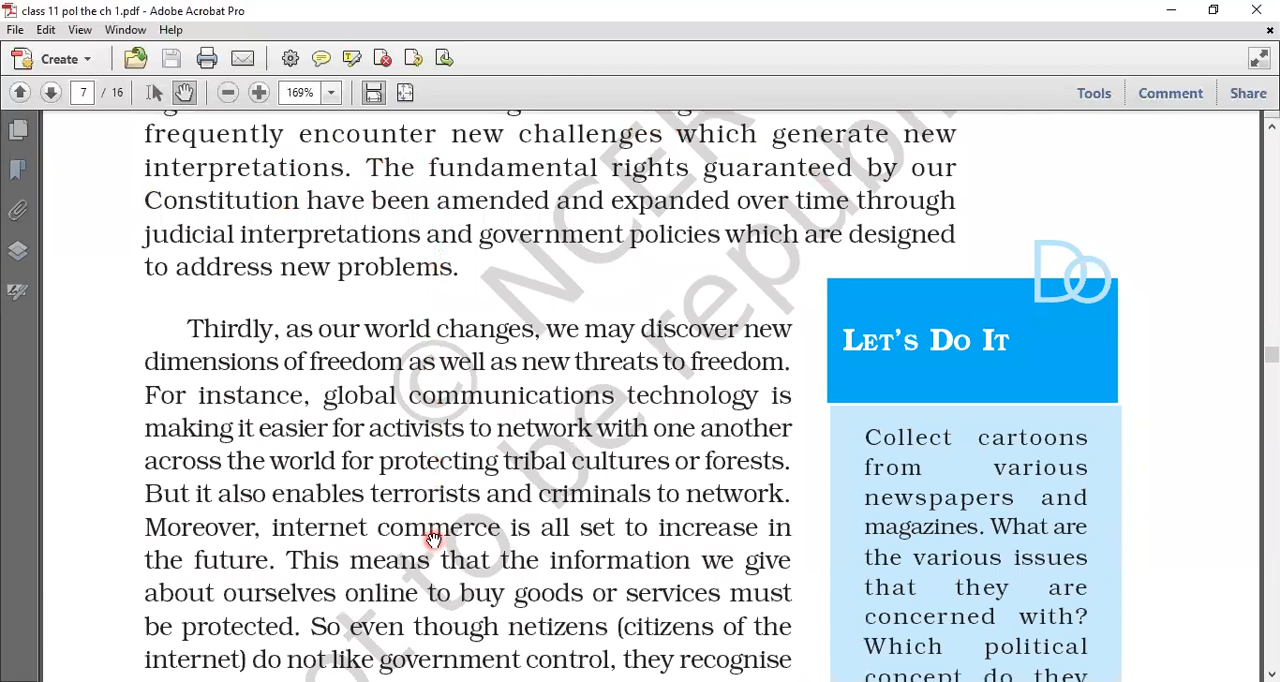 class 11 pol the ch 1.pdf - Adobe Acrobat Pro
File Edit View Window Help
Create
7 / 16 169% Tools Comment Share
frequently encounter new challenges which generate new
interpretations. The fundamental rights guaranteed by our
Constitution have been amended and expanded over time through
judicial interpretations and government policies which are designed
to address new problems.
Thirdly, as our world changes, we may discover new
dimensions of freedom as well as new threats to freedom.
For instance, global communications technology is
making it easier for activists to network with one another
across the world for protecting tribal cultures or forests.
But it also enables terrorists and criminals to network.
Moreover, internet commerce is all set to increase in
the future. This means that the information we give
about ourselves online to buy goods or services must
be protected. So even though netizens (citizens of the
internet) do not like government control, they recognise
Do
LET'S DO IT
Collect cartoons
from various
newspapers and
magazines. What are
the various issues
that they are
concerned with?
Which political
concept do they
© NCER
not to be republi